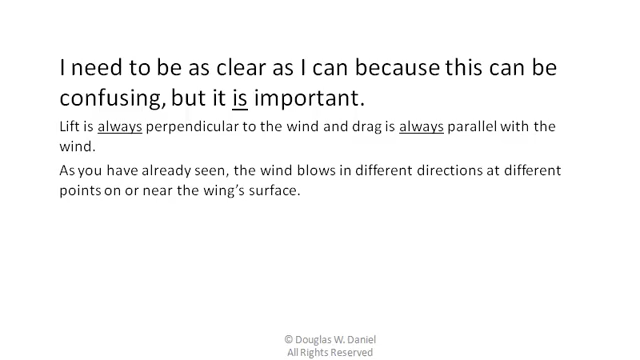 I need to be as clear as I can because this can be
confusing, but it is important.
Lift is always perpendicular to the wind and drag is always parallel with the
wind.
As you have already seen, the wind blows in different directions at different
points on or near the wing's surface.
© Douglas W. Daniel
All Rights Reserved